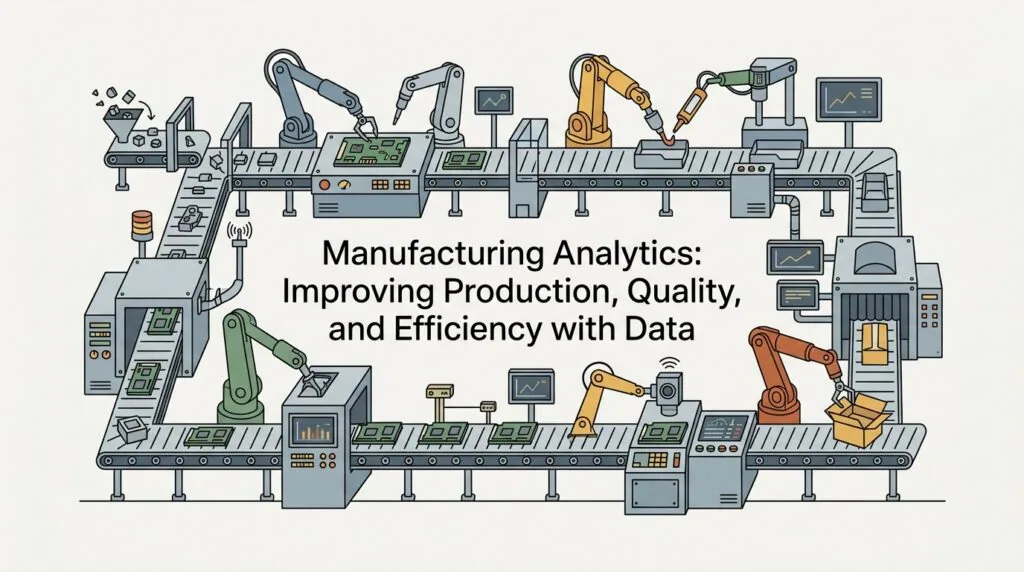 Manufacturing Analytics:
Improving Production, Quality,
and Efficiency with Data